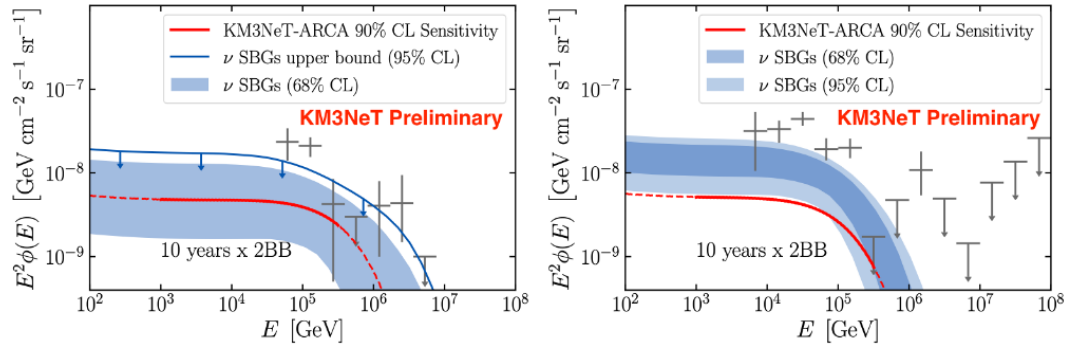 KM3NeT-ARCA 90% CL Sensitivity
ν SBGs upper bound (95% CL)
ν SBGs (68% CL)
KM3NeT Preliminary
10 years x 2BB
10⁻⁷
10⁻⁸
10⁻⁹
E²ϕ(E) [GeV cm⁻² s⁻¹ sr⁻¹]
10² 10³ 10⁴ 10⁵ 10⁶ 10⁷ 10⁸
E [GeV]
KM3NeT-ARCA 90% CL Sensitivity
ν SBGs (68% CL)
ν SBGs (95% CL)
KM3NeT Preliminary
10 years x 2BB
10⁻⁷
10⁻⁸
10⁻⁹
E²ϕ(E) [GeV cm⁻² s⁻¹ sr⁻¹]
10² 10³ 10⁴ 10⁵ 10⁶ 10⁷ 10⁸
E [GeV]